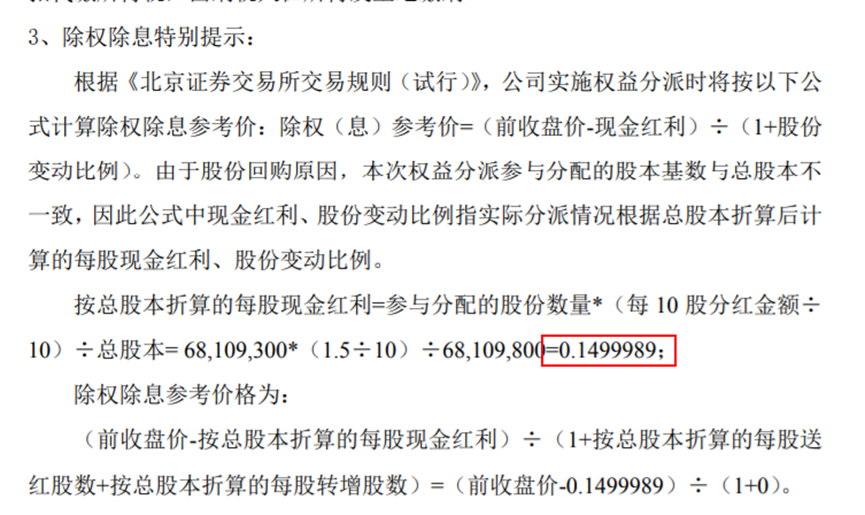 3、除权除息特别提示：
根据《北京证券交易所交易规则（试行）》，公司实施权益分派时将按以下公
式计算除权除息参考价：除权（息）参考价=（前收盘价-现金红利）÷（1+股份
变动比例）。由于股份回购原因，本次权益分派参与分配的股本基数与总股本不
一致，因此公式中现金红利、股份变动比例指实际分派情况根据总股本折算后计
算的每股现金红利、股份变动比例。
按总股本折算的每股现金红利=参与分配的股份数量*（每 10 股分红金额÷
10）÷总股本= 68,109,300*（1.5÷10）÷68,109,800=0.1499989；
除权除息参考价格为：
（前收盘价-按总股本折算的每股现金红利）÷（1+按总股本折算的每股送
红股数+按总股本折算的每股转增股数）=（前收盘价-0.1499989）÷（1+0）。